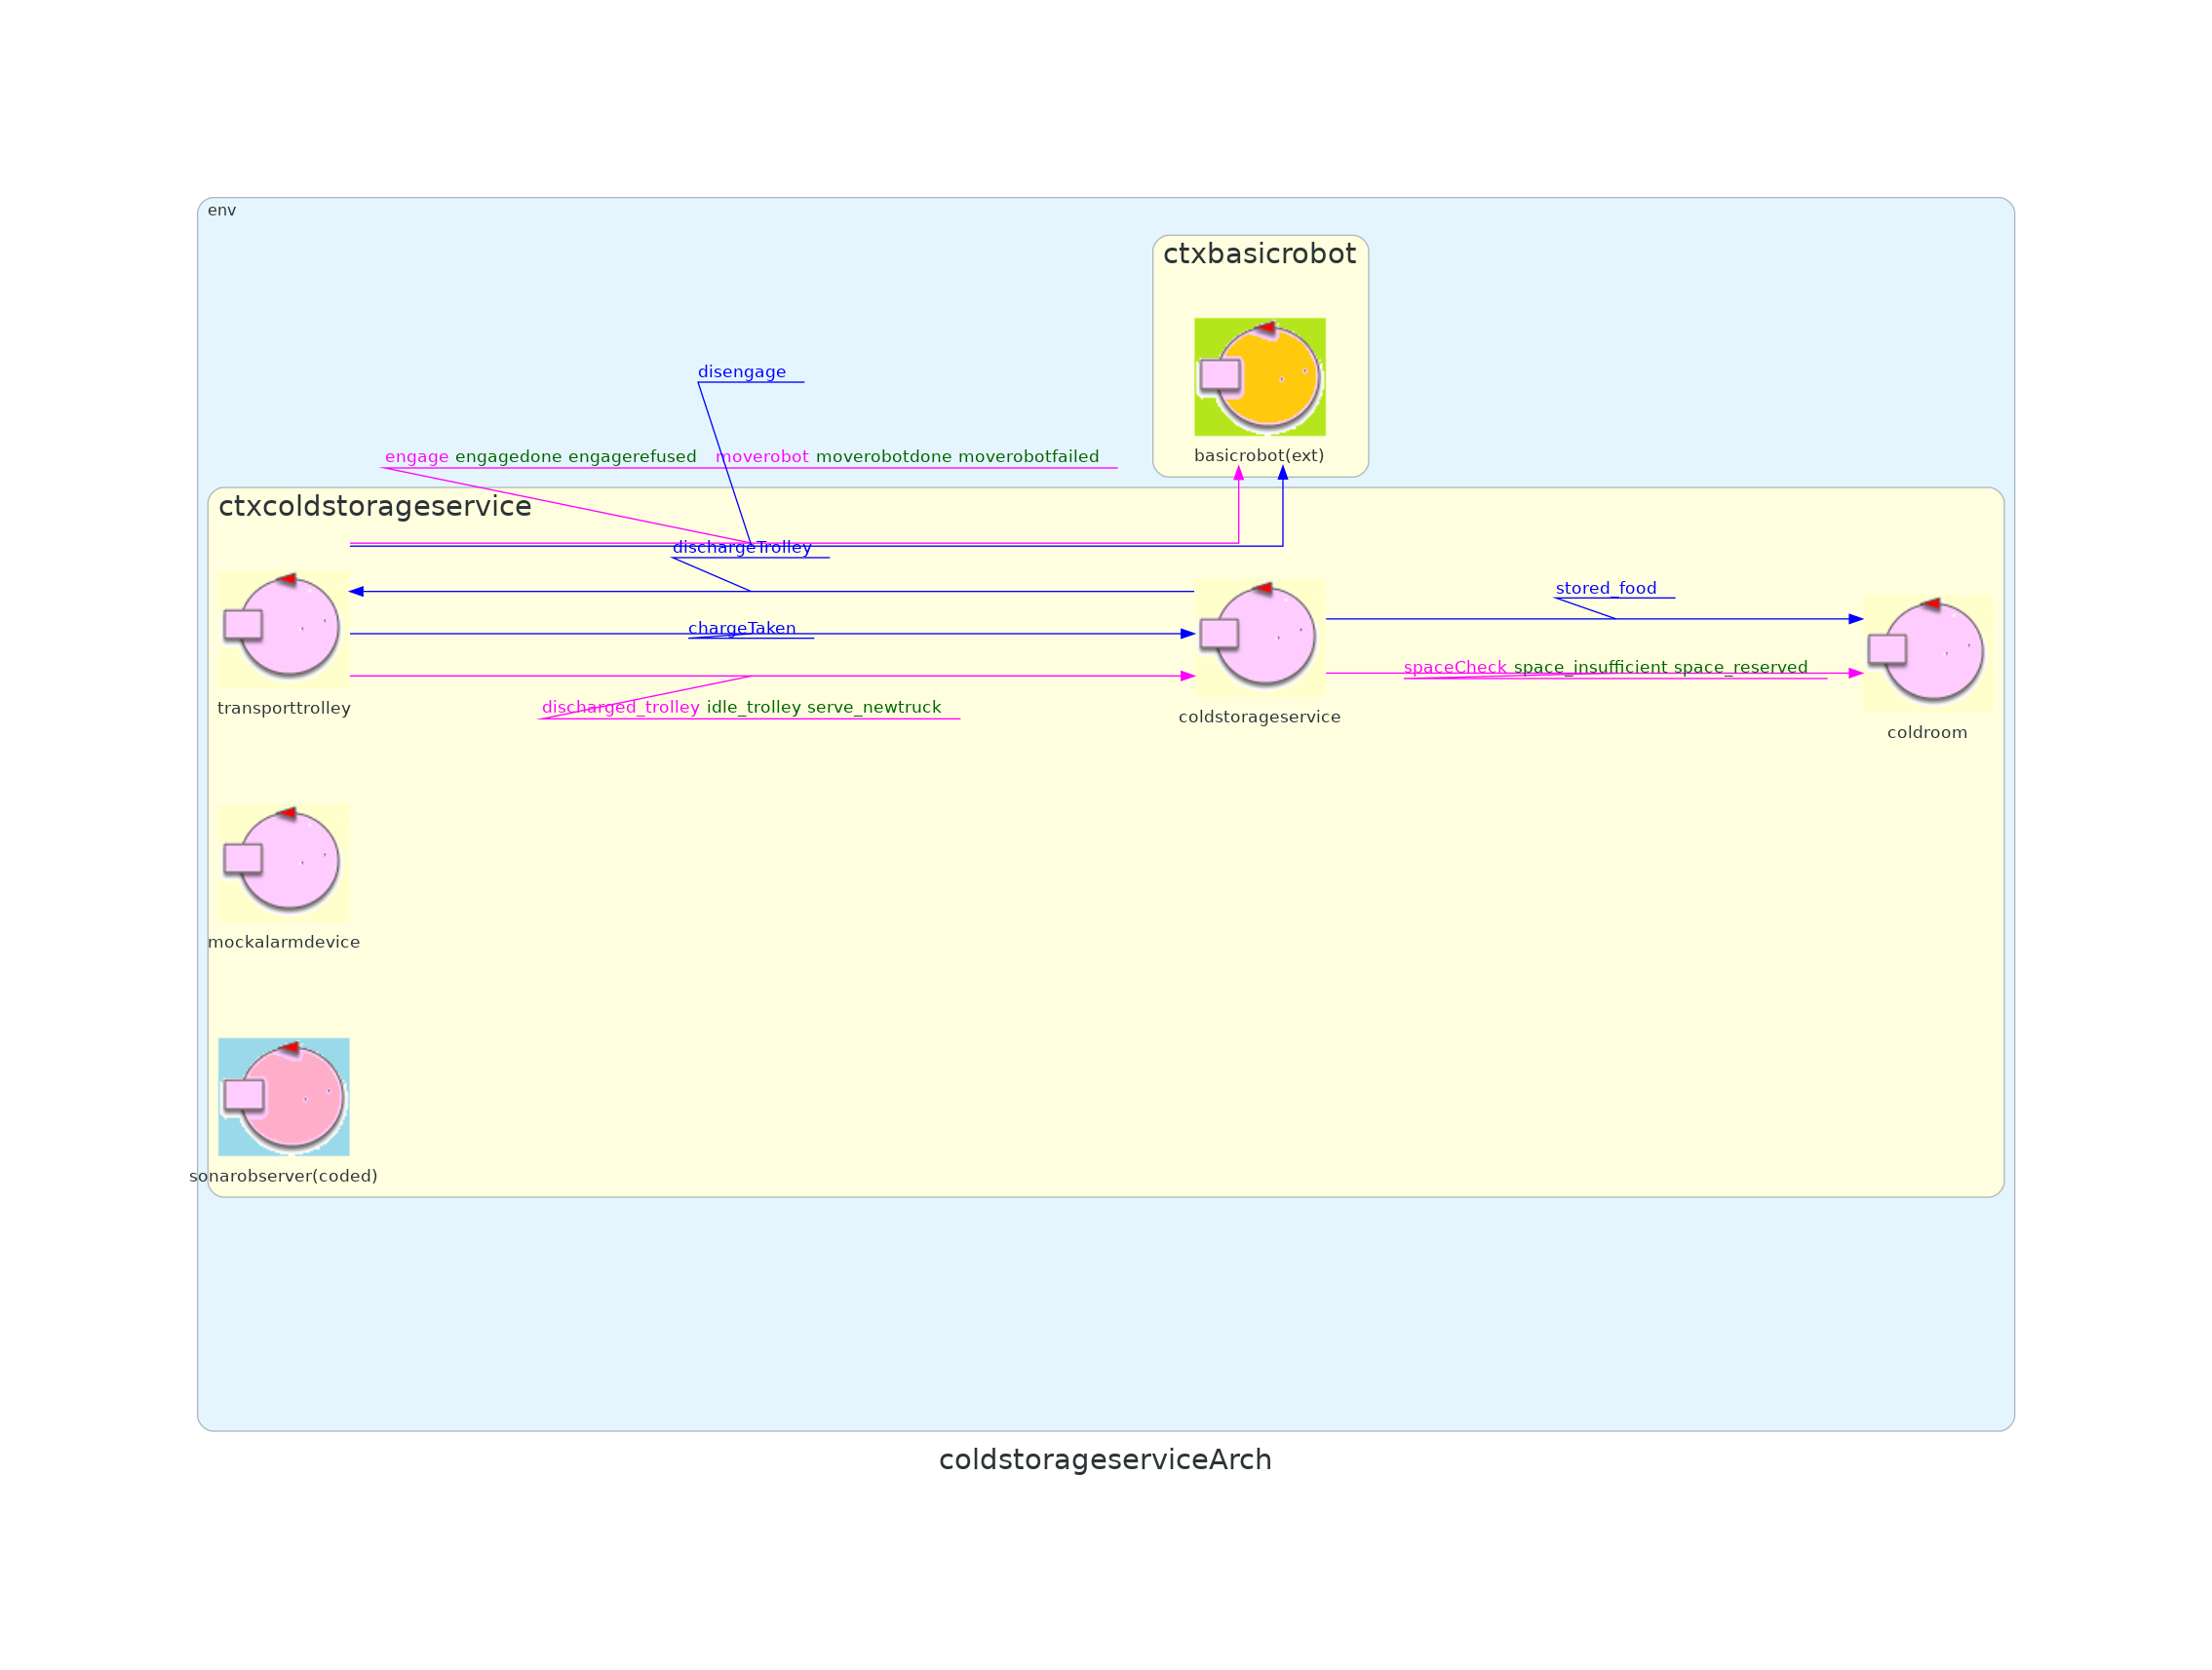 env
ctxbasicrobot
basicrobot(ext)
disengage
engage engagedone engagerefused moverobot moverobotdone moverobotfailed
ctxcoldstorageservice
dischargeTrolley
chargeTaken
discharged_trolley idle_trolley serve_newtruck
stored_food
spaceCheck space_insufficient space_reserved
transporttrolley
coldstorageservice
coldroom
mockalarmdevice
sonarobserver(coded)
coldstorageserviceArch